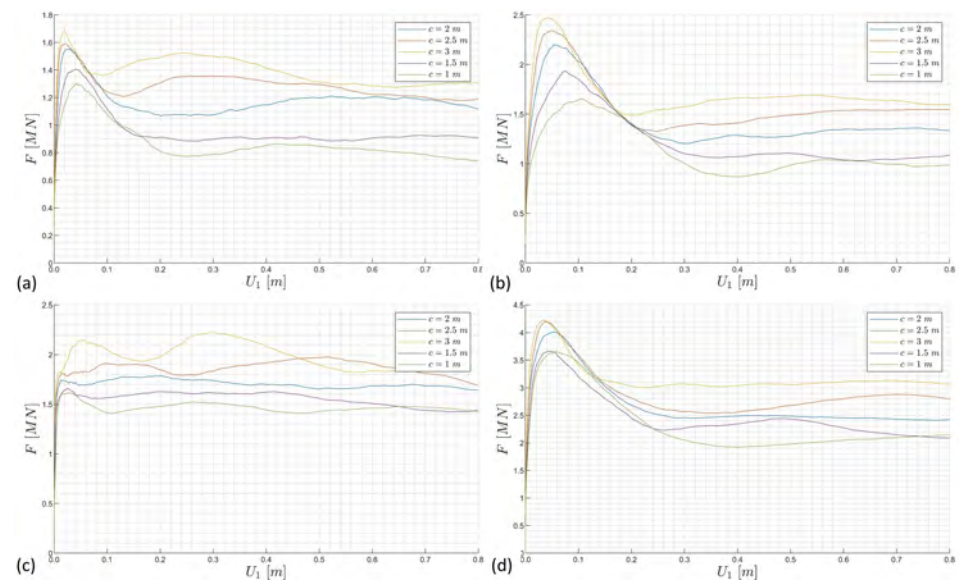 1.8
1.6
1.4
1.2
1
0.8
0.6
0.4
0.2
0
F [MN]
c = 2 m
c = 2.5 m
c = 3 m
c = 1.5 m
c = 1 m
0.0 0.1 0.2 0.3 0.4 0.5 0.6 0.7 0.8
(a) U₁ [m]
2.5
2
1.5
1
0.5
0
F [MN]
c = 2 m
c = 2.5 m
c = 3 m
c = 1.5 m
c = 1 m
0.0 0.1 0.2 0.3 0.4 0.5 0.6 0.7 0.8
(b) U₁ [m]
2.5
2
1.5
1
0.5
0
F [MN]
c = 2 m
c = 2.5 m
c = 3 m
c = 1.5 m
c = 1 m
0.0 0.1 0.2 0.3 0.4 0.5 0.6 0.7 0.8
(c) U₁ [m]
4.5
4
3.5
3
2.5
2
1.5
1
0.5
0
F [MN]
c = 2 m
c = 2.5 m
c = 3 m
c = 1.5 m
c = 1 m
0.0 0.1 0.2 0.3 0.4 0.5 0.6 0.7 0.8
(d) U₁ [m]